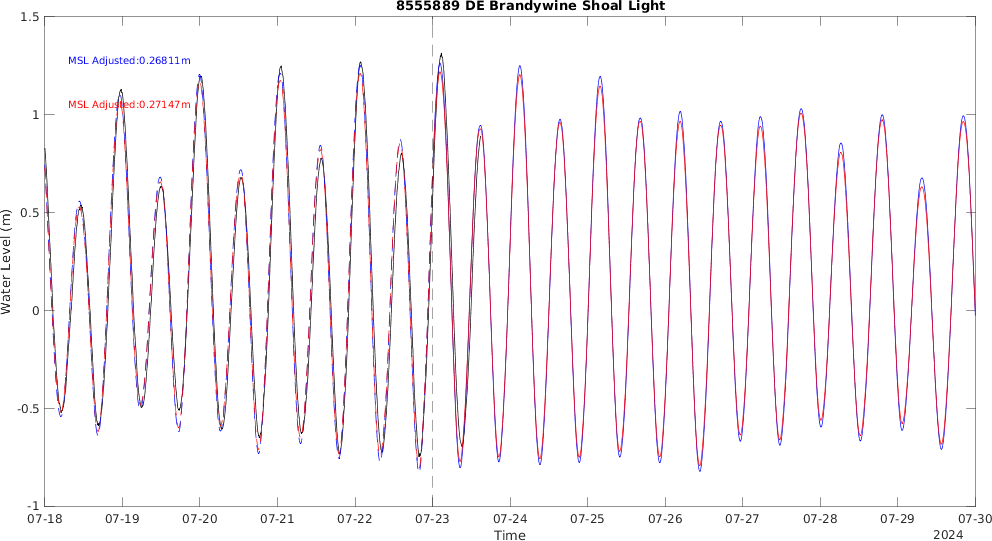 8555889 DE Brandywine Shoal Light
1.5
MSL Adjusted:0.26811m
MSL Adjusted:0.27147m
1
0.5
0
-0.5
-1
Water Level (m)
07-18 07-19 07-20 07-21 07-22 07-23 07-24 07-25 07-26 07-27 07-28 07-29 07-30
Time
2024